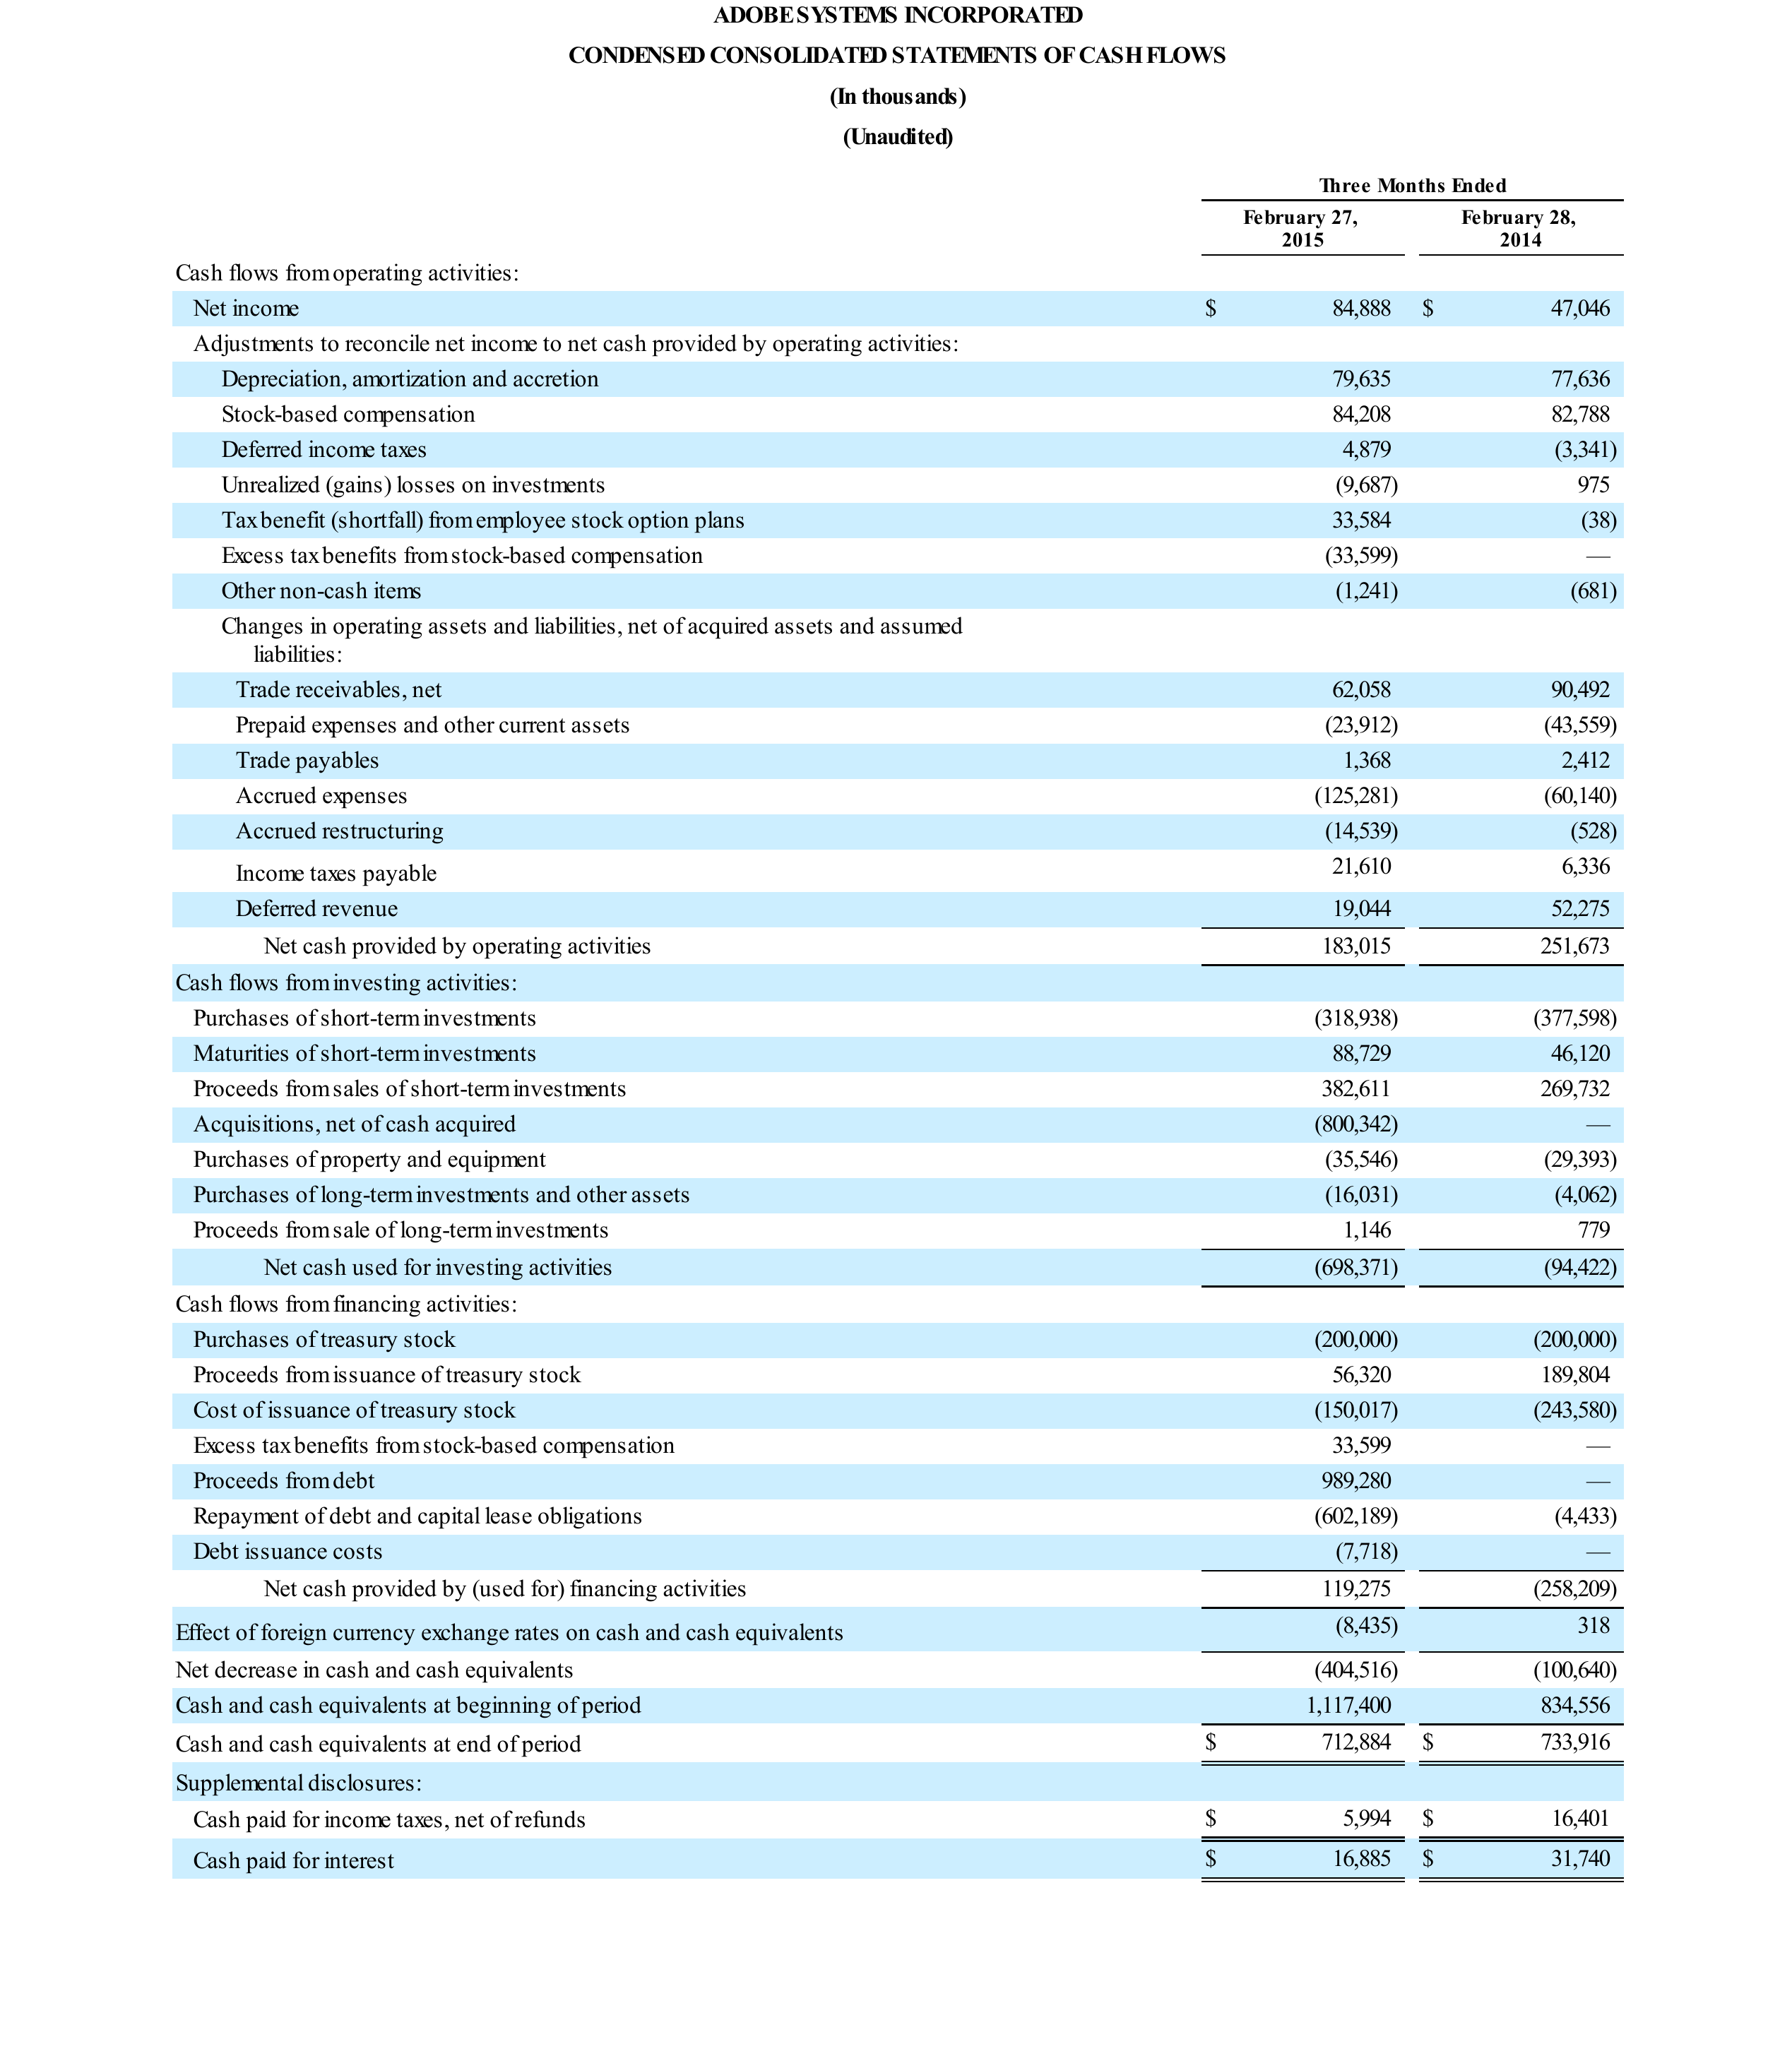 ADOBE SYSTEMS INCORPORATED
CONDENSED CONSOLIDATED STATEMENTS OF CASH FLOWS
(In thousands)
(Unaudited)
Three Months Ended
February 27, 2015 February 28, 2014
Cash flows from operating activities:
Net income $ 84,888 $ 47,046
Adjustments to reconcile net income to net cash provided by operating activities:
Depreciation, amortization and accretion 79,635 77,636
Stock-based compensation 84,208 82,788
Deferred income taxes 4,879 (3,341)
Unrealized (gains) losses on investments (9,687) 975
Tax benefit (shortfall) from employee stock option plans 33,584 (38)
Excess tax benefits from stock-based compensation (33,599) —
Other non-cash items (1,241) (681)
Changes in operating assets and liabilities, net of acquired assets and assumed
liabilities:
Trade receivables, net 62,058 90,492
Prepaid expenses and other current assets (23,912) (43,559)
Trade payables 1,368 2,412
Accrued expenses (125,281) (60,140)
Accrued restructuring (14,539) (528)
Income taxes payable 21,610 6,336
Deferred revenue 19,044 52,275
Net cash provided by operating activities 183,015 251,673
Cash flows from investing activities:
Purchases of short-term investments (318,938) (377,598)
Maturities of short-term investments 88,729 46,120
Proceeds from sales of short-term investments 382,611 269,732
Acquisitions, net of cash acquired (800,342) —
Purchases of property and equipment (35,546) (29,393)
Purchases of long-term investments and other assets (16,031) (4,062)
Proceeds from sale of long-term investments 1,146 779
Net cash used for investing activities (698,371) (94,422)
Cash flows from financing activities:
Purchases of treasury stock (200,000) (200,000)
Proceeds from issuance of treasury stock 56,320 189,804
Cost of issuance of treasury stock (150,017) (243,580)
Excess tax benefits from stock-based compensation 33,599 —
Proceeds from debt 989,280 —
Repayment of debt and capital lease obligations (602,189) (4,433)
Debt issuance costs (7,718) —
Net cash provided by (used for) financing activities 119,275 (258,209)
Effect of foreign currency exchange rates on cash and cash equivalents (8,435) 318
Net decrease in cash and cash equivalents (404,516) (100,640)
Cash and cash equivalents at beginning of period 1,117,400 834,556
Cash and cash equivalents at end of period $ 712,884 $ 733,916
Supplemental disclosures:
Cash paid for income taxes, net of refunds $ 5,994 $ 16,401
Cash paid for interest $ 16,885 $ 31,740